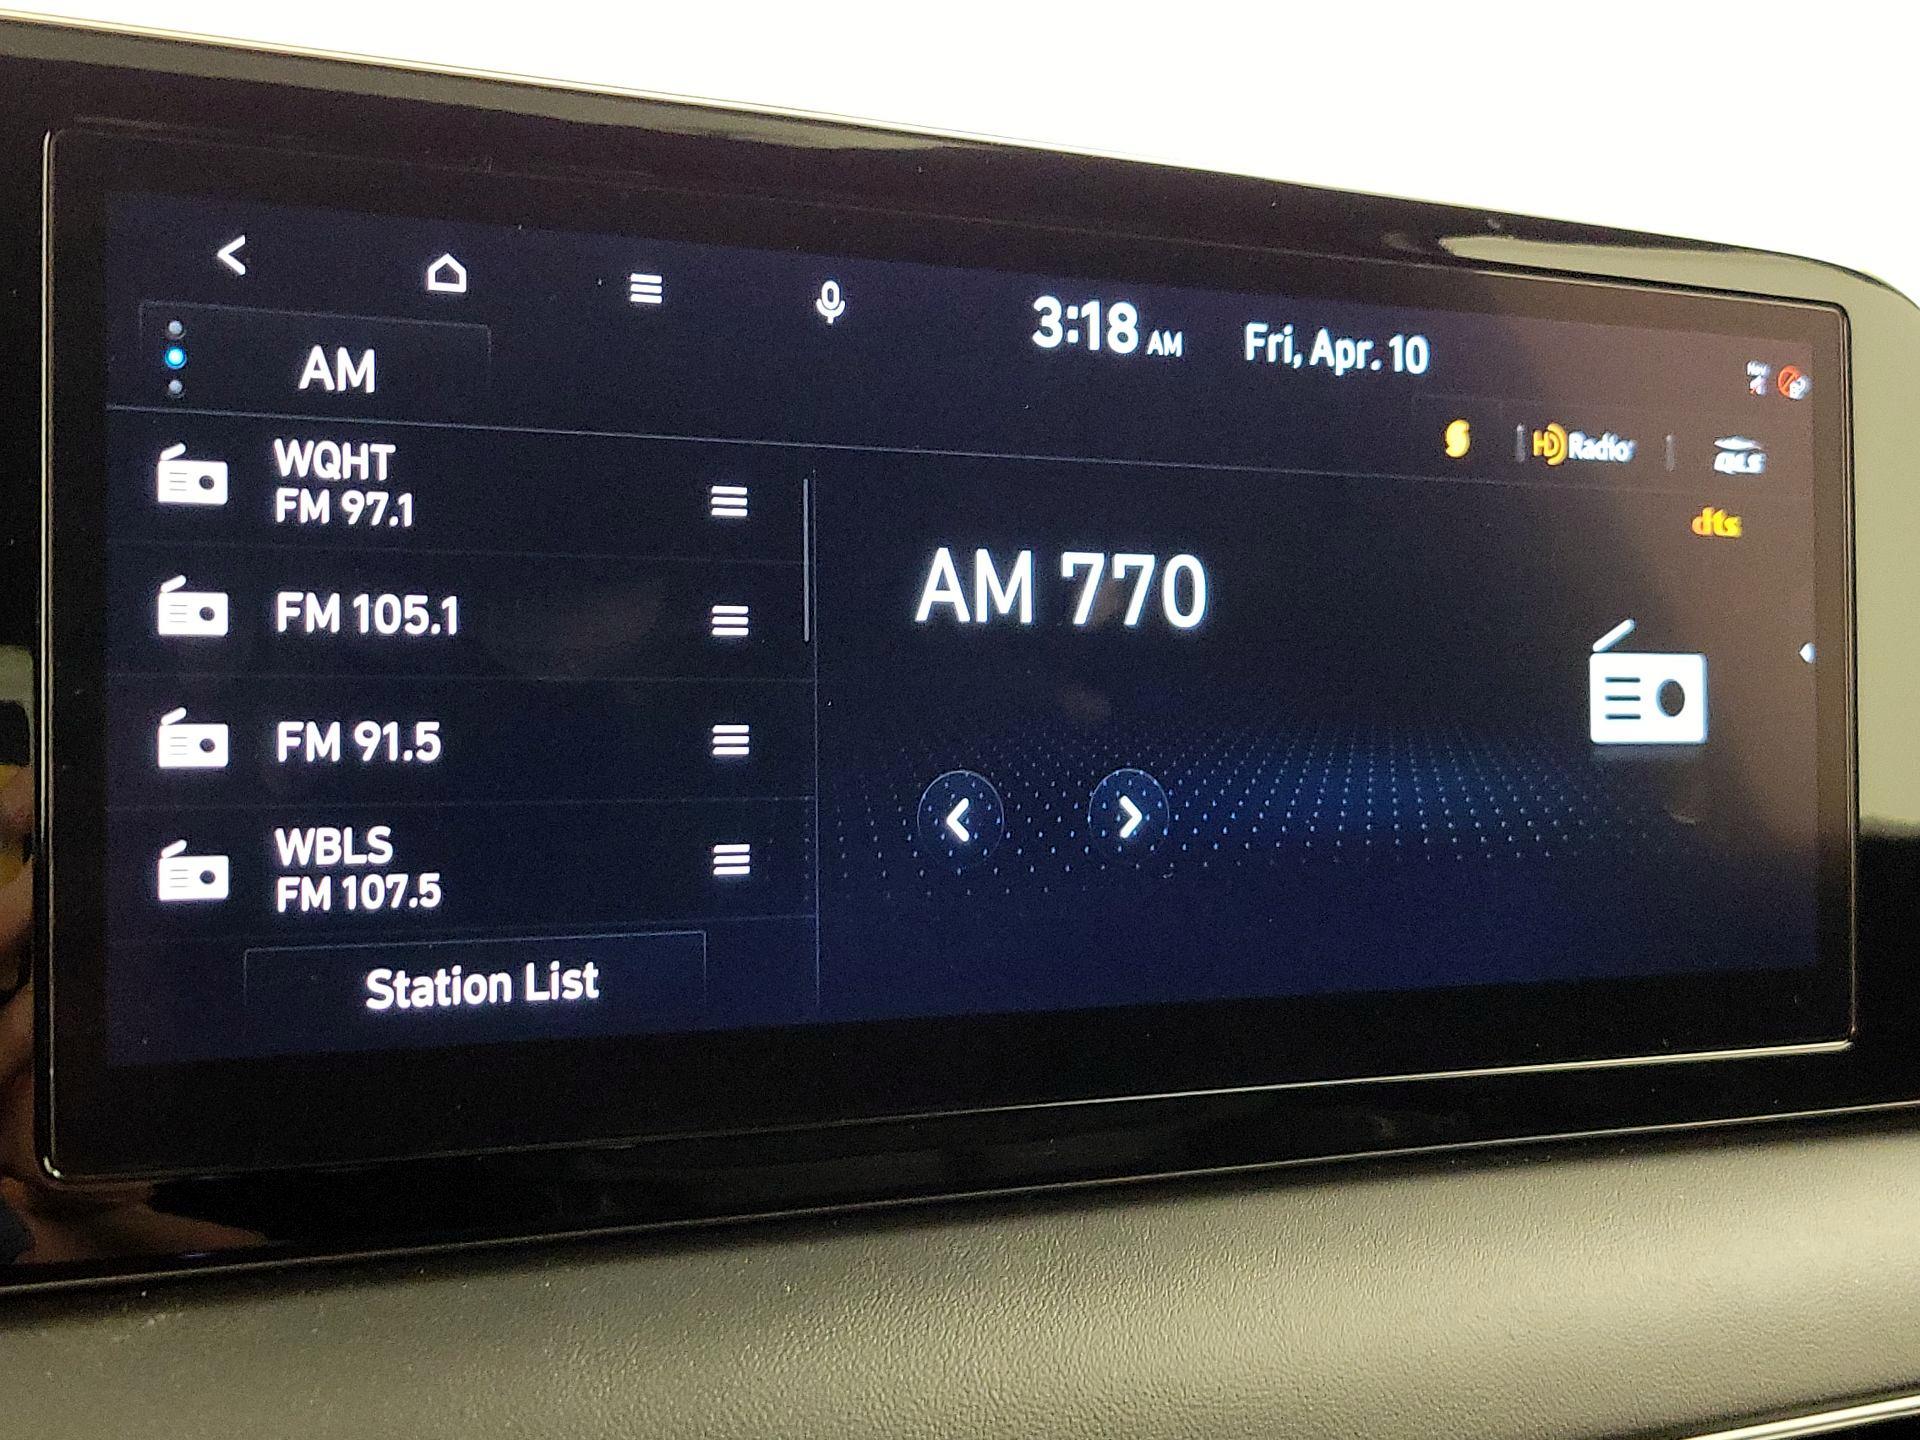 3:18 AM Fri, Apr. 10
AM
HD Radio
QLS
dts
WQHT
FM 97.1
FM 105.1
FM 91.5
WBLS
FM 107.5
Station List
AM 770